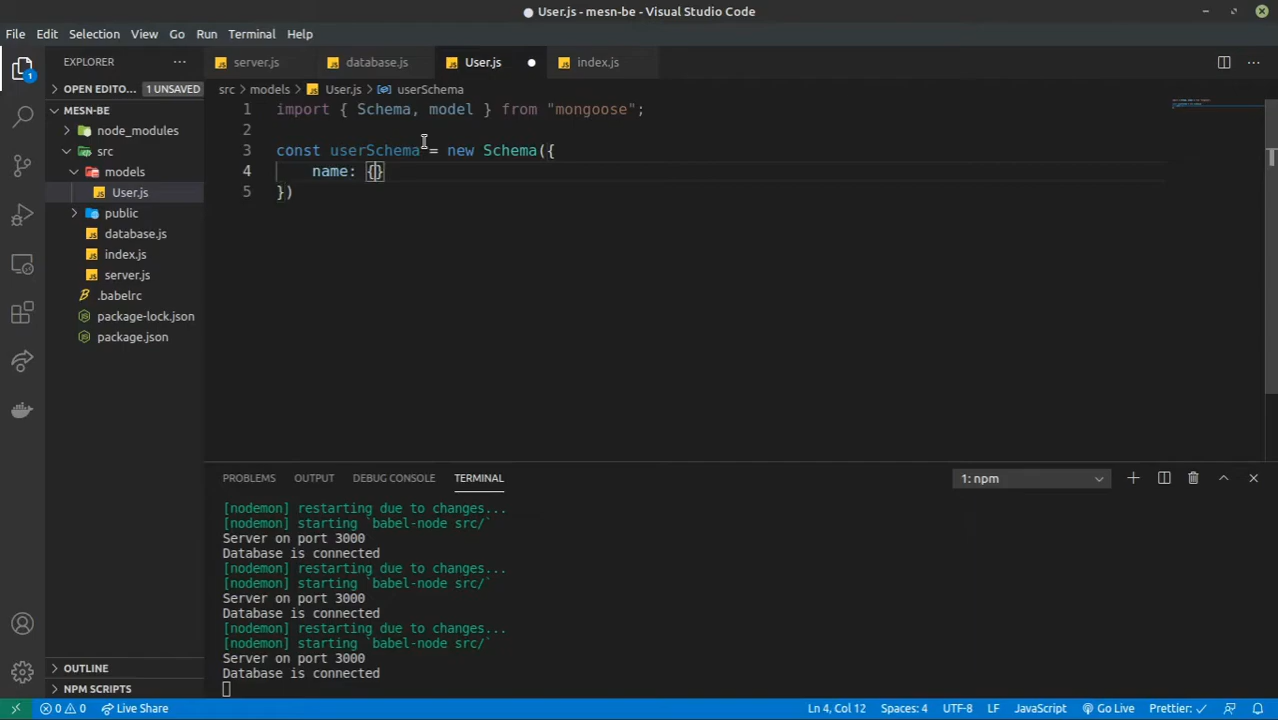 User.js - mesn-be - Visual Studio Code
File Edit Selection View Go Run Terminal Help
EXPLORER
server.js
database.js
User.js
index.js
OPEN EDITO... 1 UNSAVED
src > models > User.js > userSchema
MESN-BE
node_modules
src
models
User.js
public
database.js
index.js
server.js
.babelrc
package-lock.json
package.json
1
1 import { Schema, model } from "mongoose";
2
3 const userSchema = new Schema({
4 name: {}
5 })
PROBLEMS OUTPUT DEBUG CONSOLE TERMINAL 1: npm
[nodemon] restarting due to changes...
[nodemon] starting `babel-node src/`
Server on port 3000
Database is connected
[nodemon] restarting due to changes...
[nodemon] starting `babel-node src/`
Server on port 3000
Database is connected
[nodemon] restarting due to changes...
[nodemon] starting `babel-node src/`
Server on port 3000
Database is connected
OUTLINE
NPM SCRIPTS
0 0 Live Share Ln 4, Col 12 Spaces: 4 UTF-8 LF JavaScript Go Live Prettier: ✓